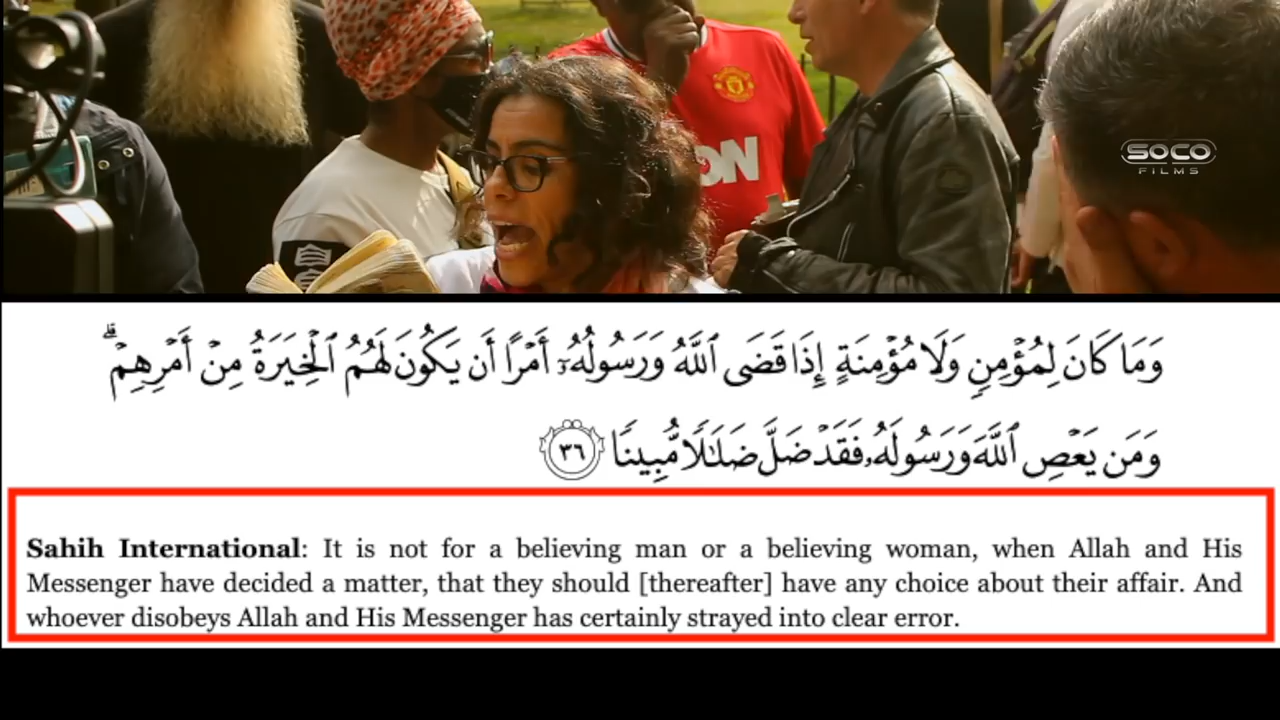 SOCO
FILMS
ON
وَمَا كَانَ لِمُؤْمِنٍ وَلَا مُؤْمِنَةٍ إِذَا قَضَى ٱللَّهُ وَرَسُولُهُۥٓ أَمْرًا أَن يَكُونَ لَهُمُ ٱلْخِيَرَةُ مِنْ أَمْرِهِمْ ۗ
وَمَن يَعْصِ ٱللَّهَ وَرَسُولَهُۥ فَقَدْ ضَلَّ ضَلَـٰلًا مُّبِينًا ٣٦
Sahih International: It is not for a believing man or a believing woman, when Allah and His
Messenger have decided a matter, that they should [thereafter] have any choice about their affair. And
whoever disobeys Allah and His Messenger has certainly strayed into clear error.